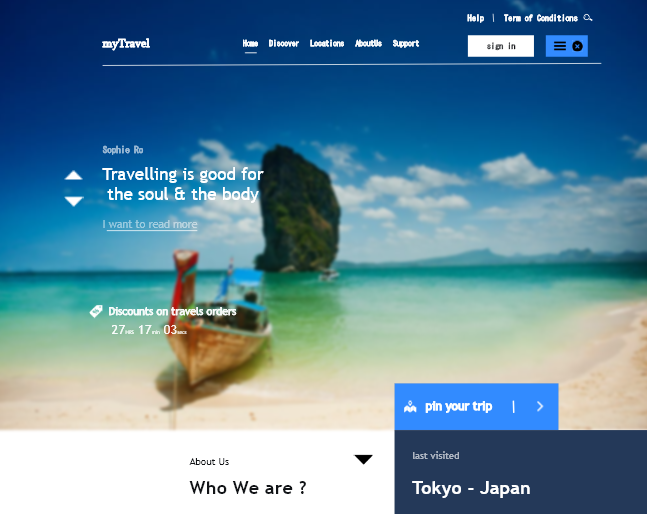 Help | Term of Conditions
myTravel
Home Discover Locations AboutUs Support
sign in
Sophie Ro
Travelling is good for
the soul & the body
I want to read more
Discounts on travels orders
27HRS 17MIN 03SECS
pin your trip |
About Us
Who We are ?
last visited
Tokyo - Japan